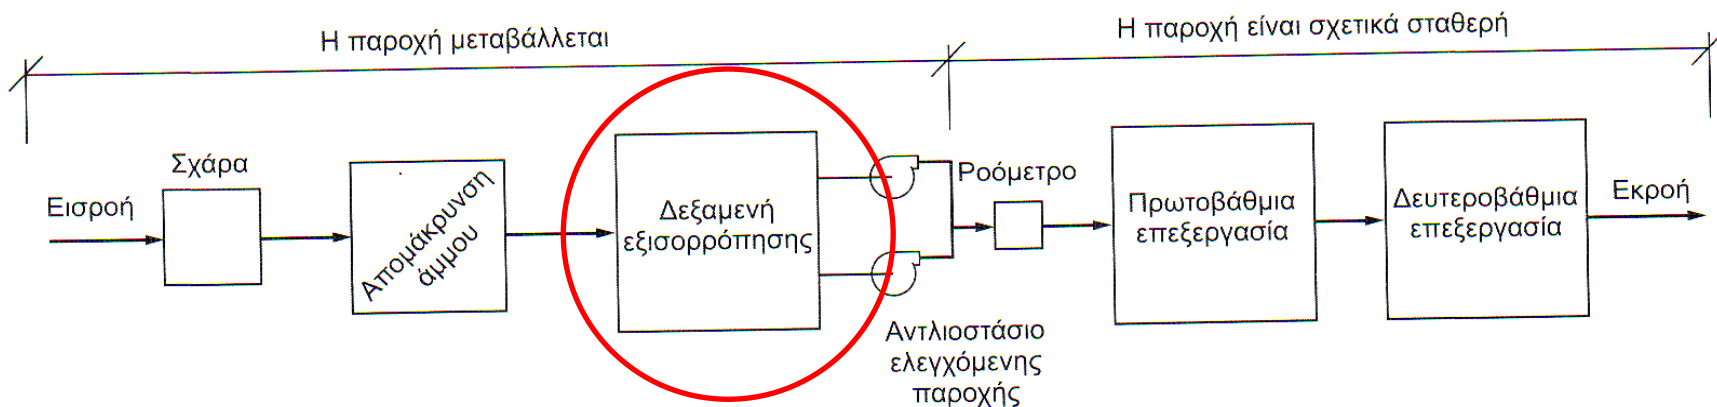 Η παροχή μεταβάλλεται
Η παροχή είναι σχετικά σταθερή
Εισροή
Σχάρα
Απομάκρυνση
άμμου
Δεξαμενή
εξισορρόπησης
Αντλιοστάσιο
ελεγχόμενης
παροχής
Ροόμετρο
Πρωτοβάθμια
επεξεργασία
Δευτεροβάθμια
επεξεργασία
Εκροή